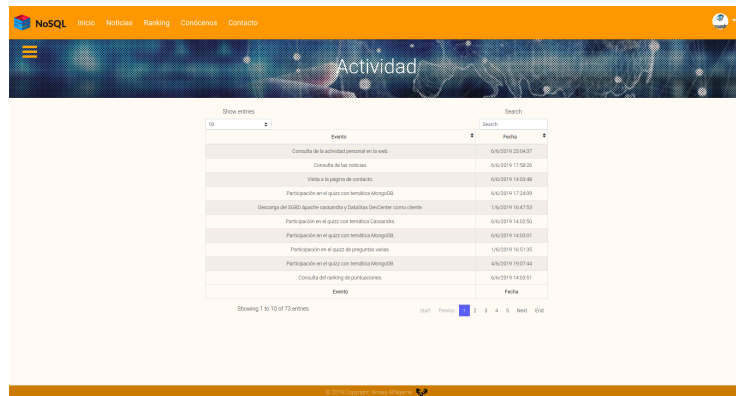 NoSQL Inicio Noticias Ranking Conócenos Contacto
Actividad
Show entries Search
10 Search
Evento Fecha
Consulta de la actividad personal en la web. 6/6/2019 23:04:37
Consulta de las noticias. 6/6/2019 17:58:26
Visita a la página de contacto. 6/6/2019 14:03:48
Participación en el quizz con temática MongoDB. 6/6/2019 17:24:09
Descarga del SGBD Apache cassandra y DataStax DevCenter como cliente. 1/6/2019 16:47:53
Participación en el quizz con temática Cassandra. 6/6/2019 14:02:50
Participación en el quizz con temática MongoDB. 6/6/2019 14:03:01
Participación en el quizz de preguntas varias. 1/6/2019 16:51:35
Participación en el quizz con temática MongoDB. 4/6/2019 19:07:44
Consulta del ranking de puntuaciones. 6/6/2019 14:03:51
Evento Fecha
Showing 1 to 10 of 73 entries Start Previous 1 2 3 4 5 Next End
© 2019 Copyright: Ainara